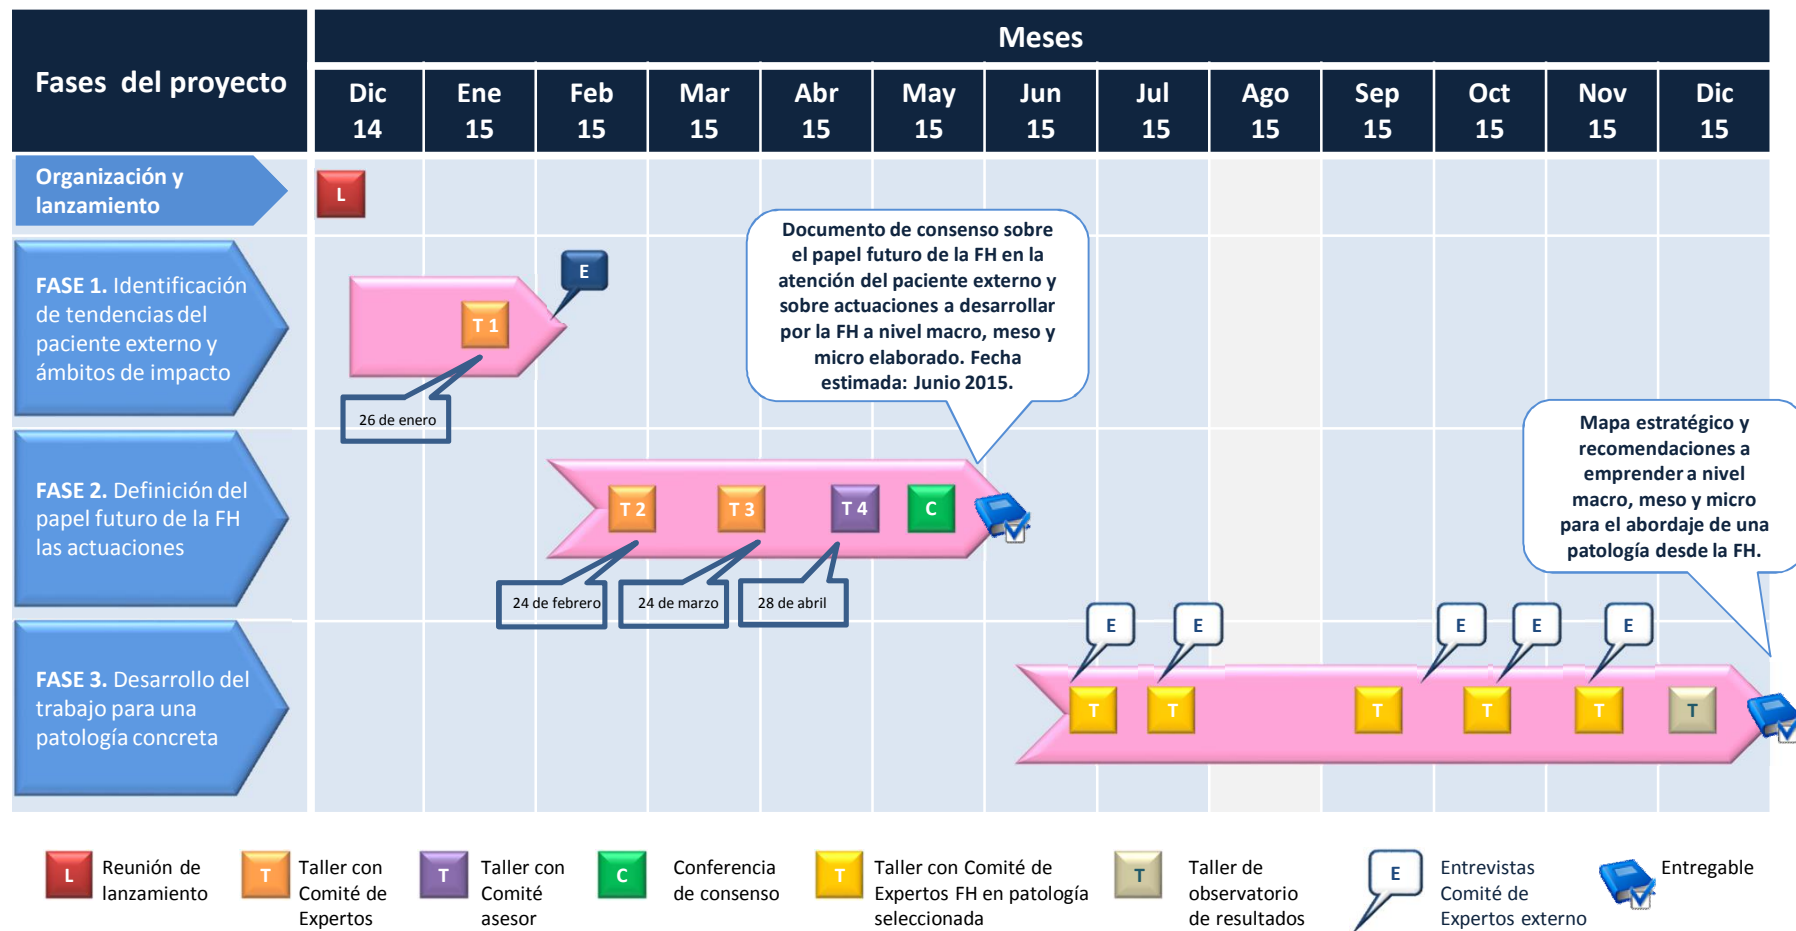 Fases del proyecto
Meses
Dic
14
Ene
15
Feb
15
Mar
15
Abr
15
May
15
Jun
15
Jul
15
Ago
15
Sep
15
Oct
15
Nov
15
Dic
15
Organización y
lanzamiento
L
FASE 1. Identificación
de tendencias del
paciente externo y
ámbitos de impacto
T 1
E
26 de enero
Documento de consenso sobre
el papel futuro de la FH en la
atención del paciente externo y
sobre actuaciones a desarrollar
por la FH a nivel macro, meso y
micro elaborado. Fecha
estimada: Junio 2015.
FASE 2. Definición del
papel futuro de la FH
las actuaciones
T 2
T 3
T 4
C
24 de febrero
24 de marzo
28 de abril
Mapa estratégico y
recomendaciones a
emprender a nivel
macro, meso y micro
para el abordaje de una
patología desde la FH.
FASE 3. Desarrollo del
trabajo para una
patología concreta
E
E
E
E
E
T
T
T
T
T
T
L
Reunión de
lanzamiento
T
Taller con
Comité de
Expertos
T
Taller con
Comité
asesor
C
Conferencia
de consenso
T
Taller con Comité de
Expertos FH en patología
seleccionada
T
Taller de
observatorio
de resultados
E
Entrevistas
Comité de
Expertos externo
Entregable